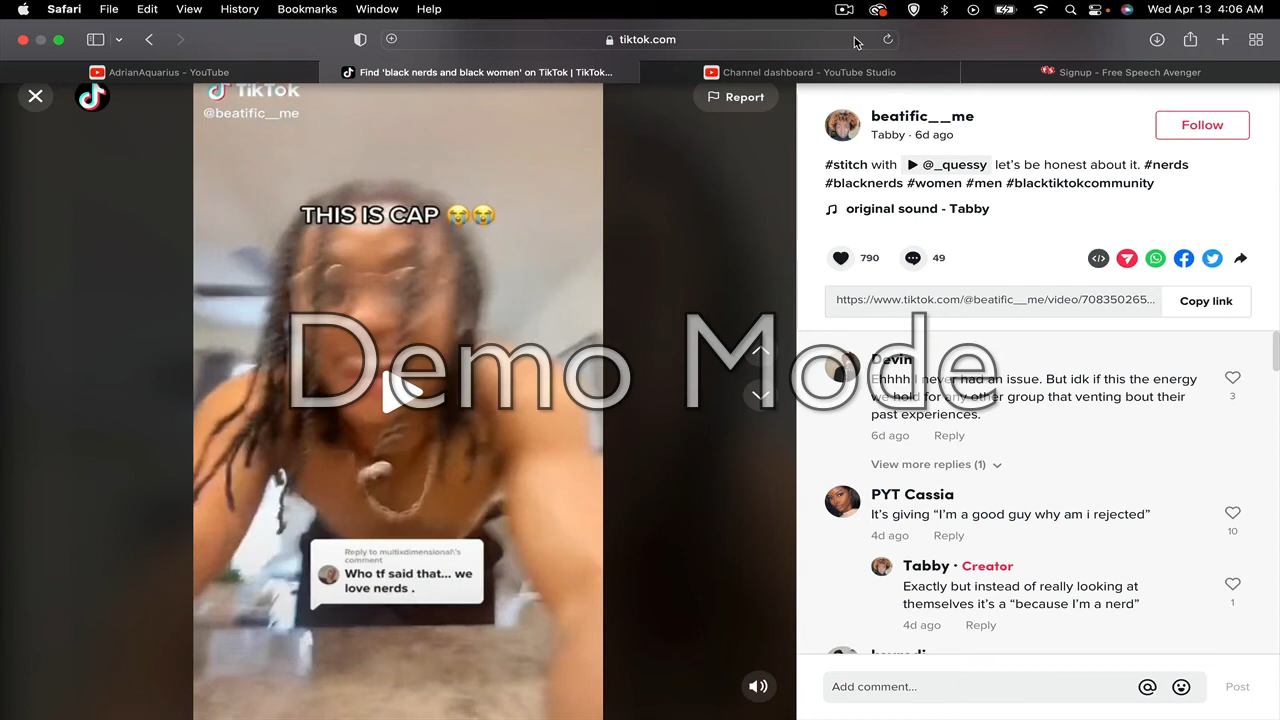 Safari File Edit View History Bookmarks Window Help Wed Apr 13 4:06 AM
tiktok.com
AdrianAquarius - YouTube
Find 'black nerds and black women' on TikTok | TikTok...
Channel dashboard - YouTube Studio
Signup - Free Speech Avenger
TikTok
@beatific__me
Report
THIS IS CAP 😭😭
Reply to multixdimensional\'s
comment
Who tf said that... we
love nerds .
Demo Mode
beatific__me
Tabby · 6d ago
Follow
#stitch with ▶ @_quessy let's be honest about it. #nerds
#blacknerds #women #men #blacktiktokcommunity
♫ original sound - Tabby
790
49
https://www.tiktok.com/@beatific__me/video/708350265...
Copy link
Devin
Ehhhh I never had an issue. But idk if this the energy
we hold for any other group that venting bout their
past experiences.
3
6d ago Reply
View more replies (1)
PYT Cassia
It's giving "I'm a good guy why am i rejected"
10
4d ago Reply
Tabby · Creator
Exactly but instead of really looking at
themselves it's a "because I'm a nerd"
1
4d ago Reply
Add comment...
Post